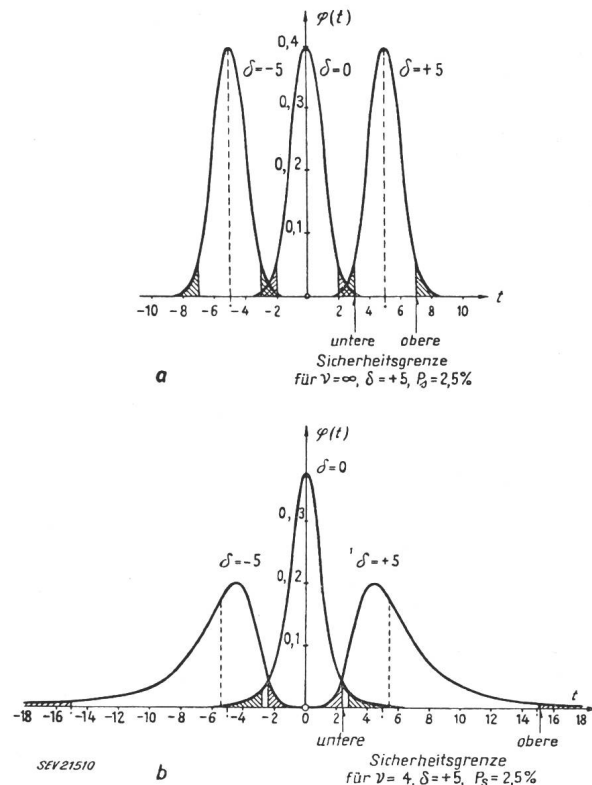 φ(t)
0,4
δ=-5
δ=0
δ=+5
0,3
0,2
0,1
-10 -8 -6 -4 -2 0 2 4 6 8 10 t
untere obere
Sicherheitsgrenze
für ν=∞, δ=+5, Ps=2,5%
a
φ(t)
δ=0
0,3
δ=-5
δ=+5
0,2
0,1
t
-18 -16 -14 -12 -10 -8 -6 -4 -2 0 2 4 6 8 10 12 14 16 18
untere obere
Sicherheitsgrenze
für ν= 4, δ=+5, Ps=2,5%
SEV21510
b